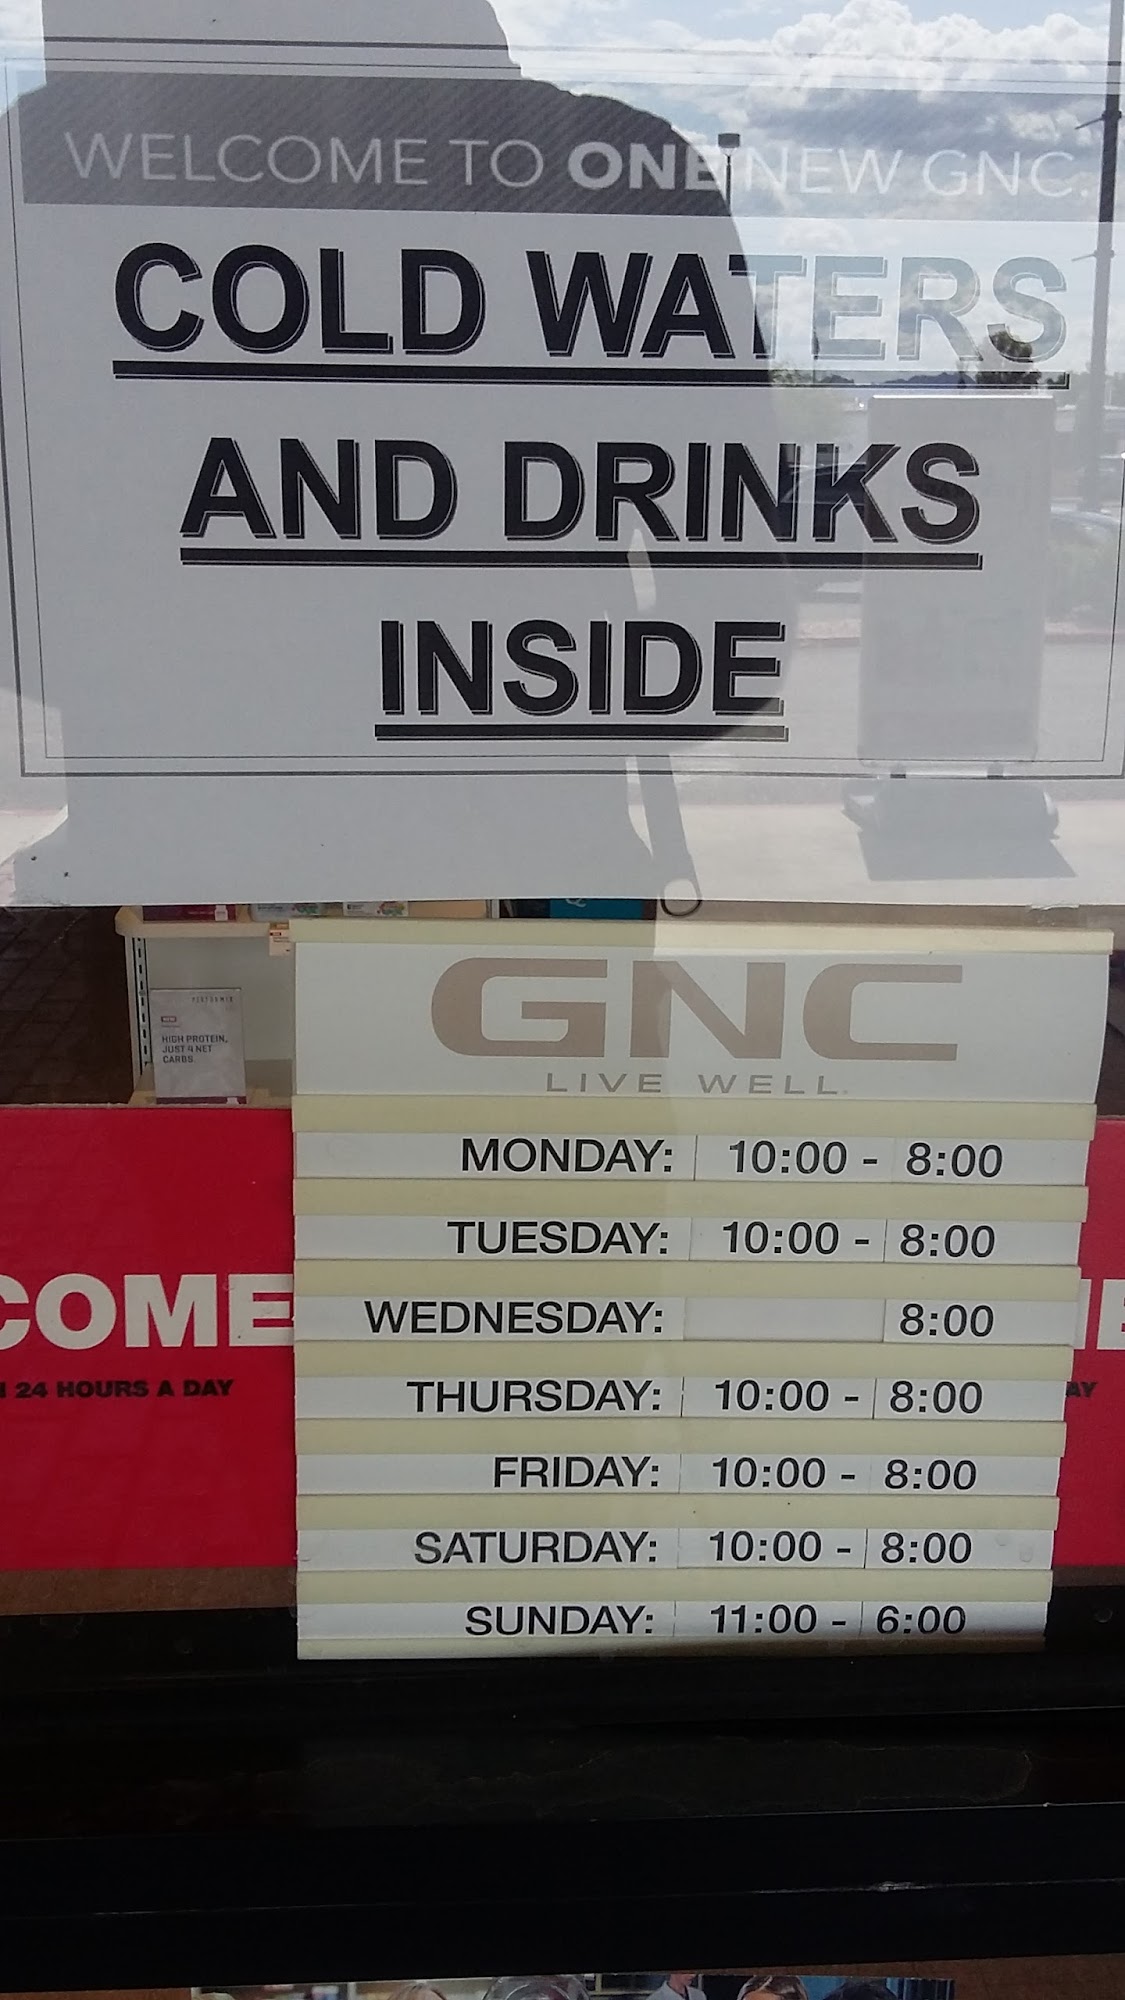 WELCOME TO ONE NEW GNC.
COLD WATERS
AND DRINKS
INSIDE
GNC
LIVE WELL.
HIGH PROTEIN,
JUST 4 NET
CARBS.
MONDAY: 10:00 - 8:00
TUESDAY: 10:00 - 8:00
WEDNESDAY: 8:00
THURSDAY: 10:00 - 8:00
FRIDAY: 10:00 - 8:00
SATURDAY: 10:00 - 8:00
SUNDAY: 11:00 - 6:00
COME
24 HOURS A DAY
AY